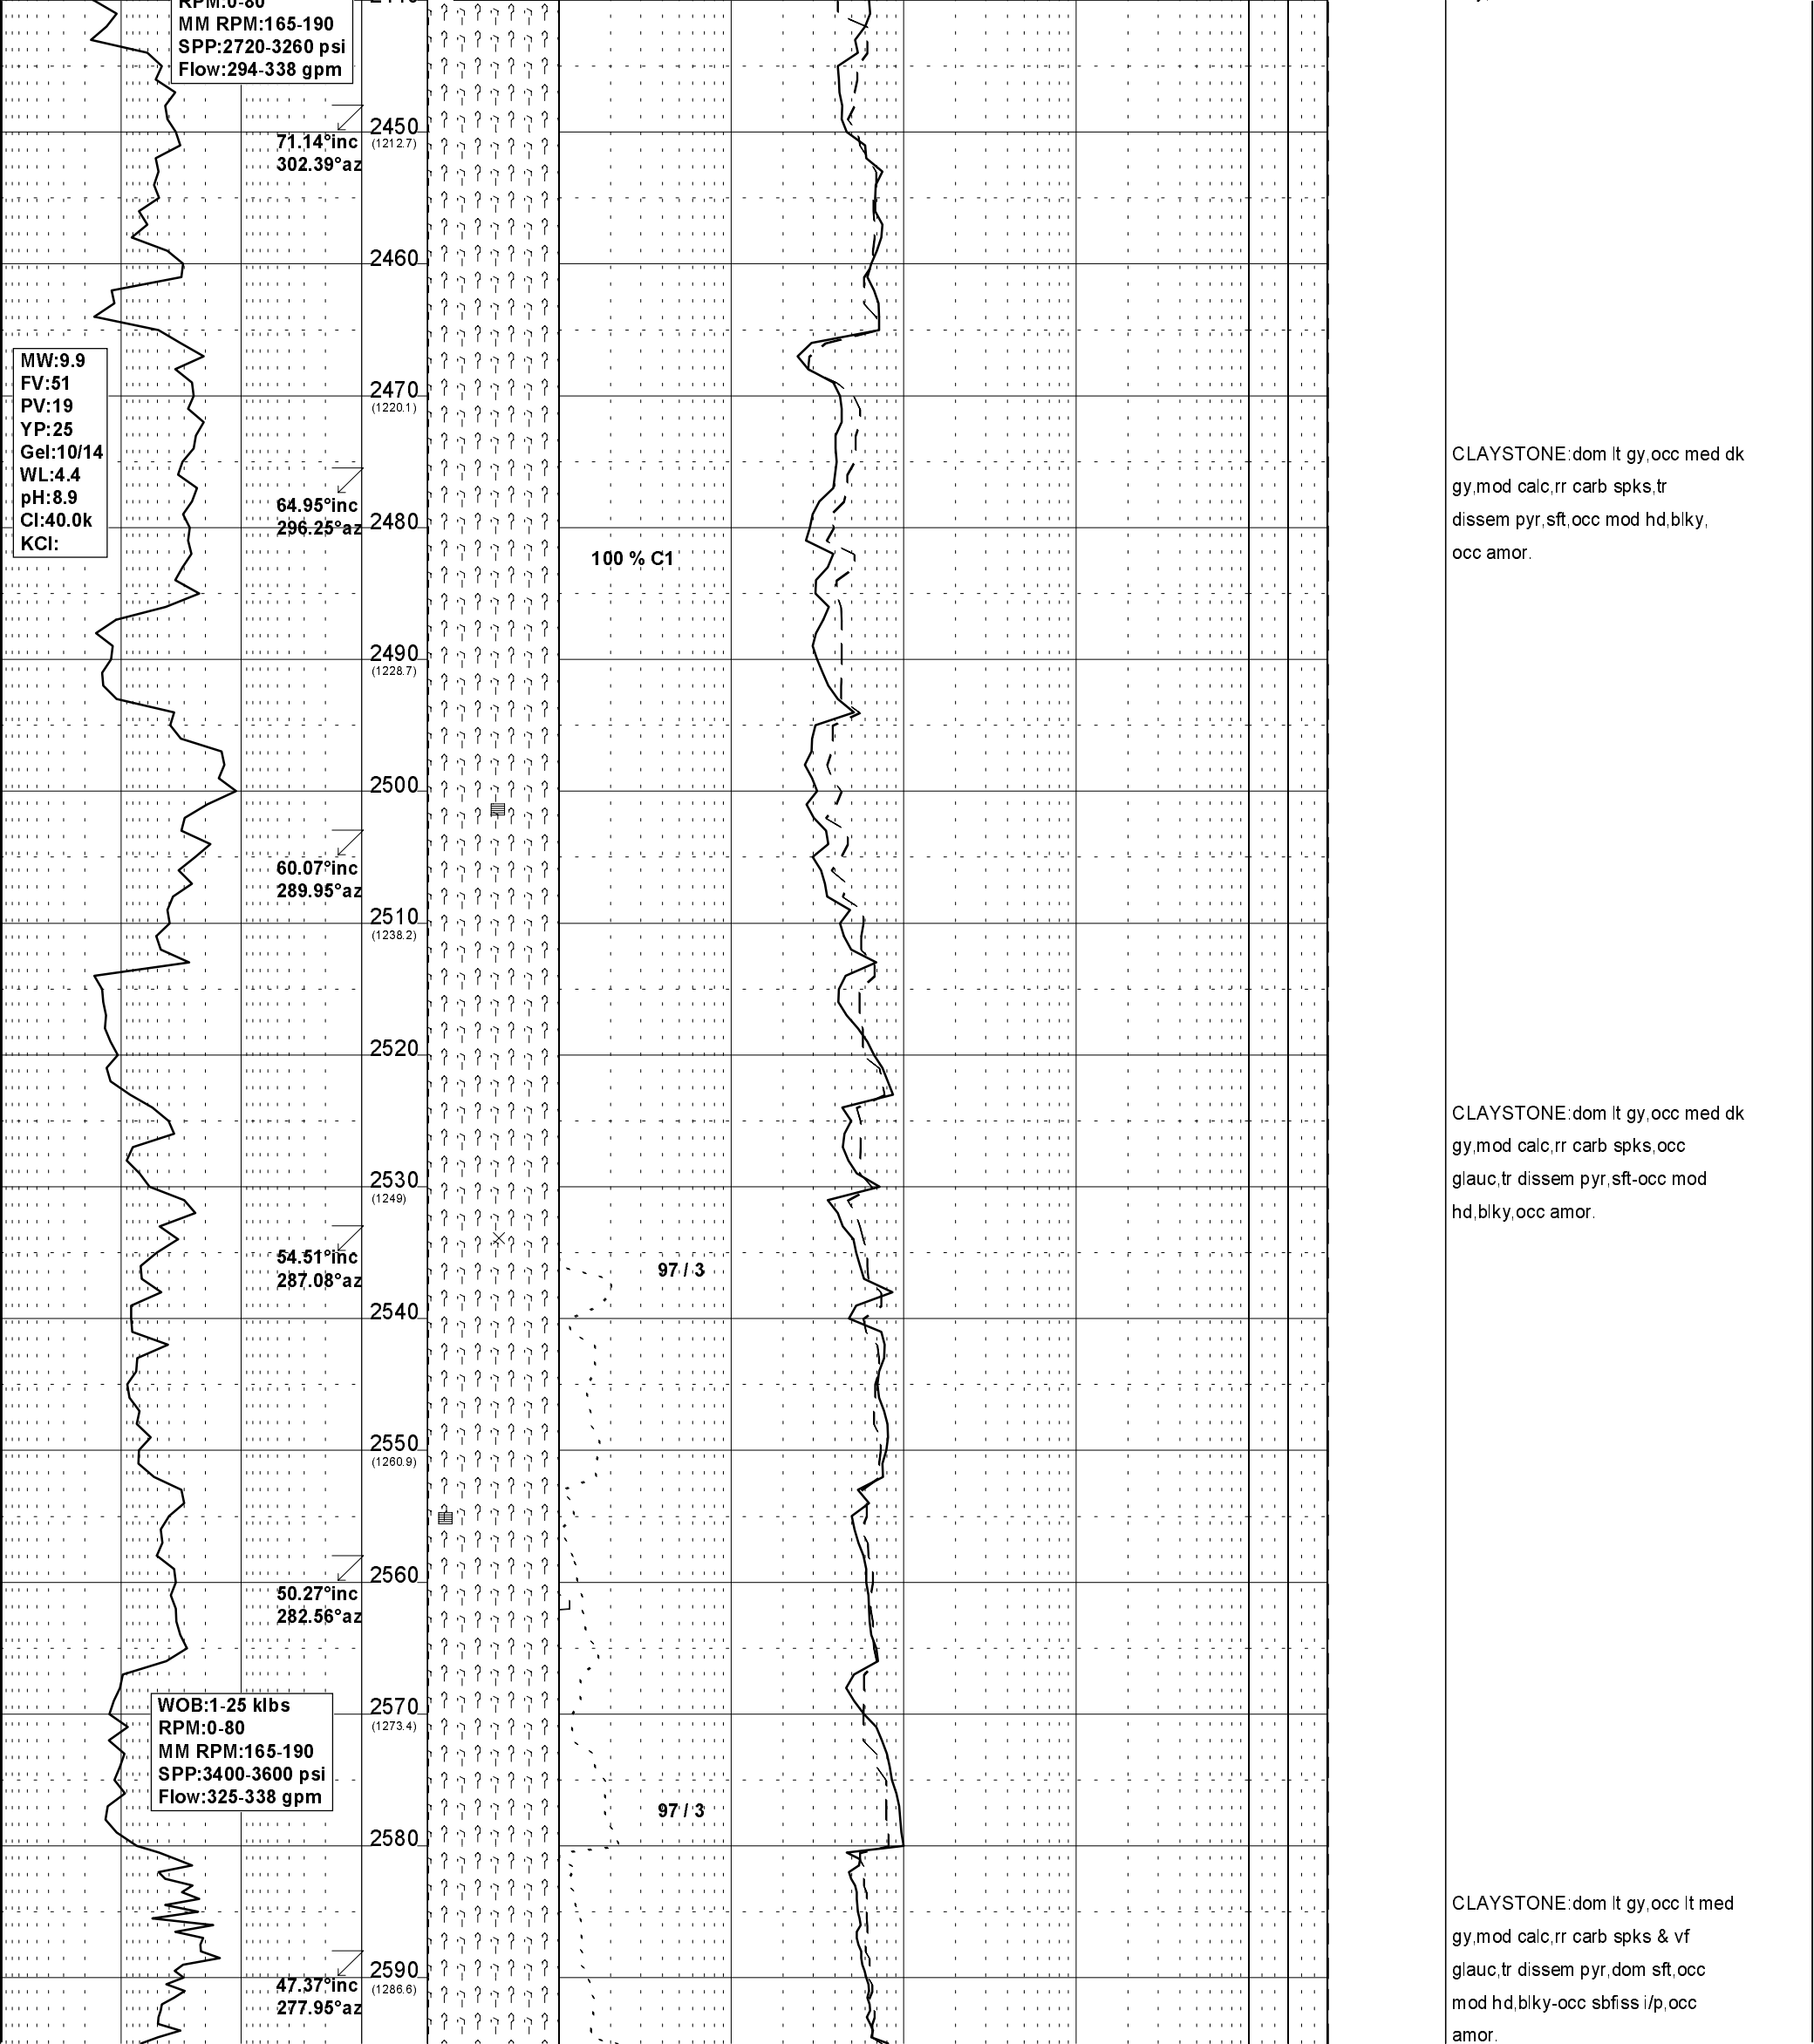 RPM:0-80
MM RPM:165-190
SPP:2720-3260 psi
Flow:294-338 gpm
2450
(1212.7)
71.14°inc
302.39°az
2460
MW:9.9
FV:51
PV:19
YP:25
Gel:10/14
WL:4.4
pH:8.9
Cl:40.0k
KCl:
2470
(1220.1)
CLAYSTONE:dom lt gy,occ med dk
gy,mod calc,rr carb spks,tr
dissem pyr,sft,occ mod hd,blky,
occ amor.
64.95°inc
296.25°az
2480
100 % C1
2490
(1228.7)
2500
60.07°inc
289.95°az
2510
(1238.2)
2520
CLAYSTONE:dom lt gy,occ med dk
gy,mod calc,rr carb spks,occ
glauc,tr dissem pyr,sft-occ mod
hd,blky,occ amor.
2530
(1249)
54.51°inc
287.08°az
97 / 3
2540
2550
(1260.9)
2560
50.27°inc
282.56°az
WOB:1-25 klbs
RPM:0-80
MM RPM:165-190
SPP:3400-3600 psi
Flow:325-338 gpm
2570
(1273.4)
97 / 3
2580
CLAYSTONE:dom lt gy,occ lt med
gy,mod calc,rr carb spks & vf
glauc,tr dissem pyr,dom sft,occ
mod hd,blky-occ sbfiss i/p,occ
amor.
2590
(1286.6)
47.37°inc
277.95°az